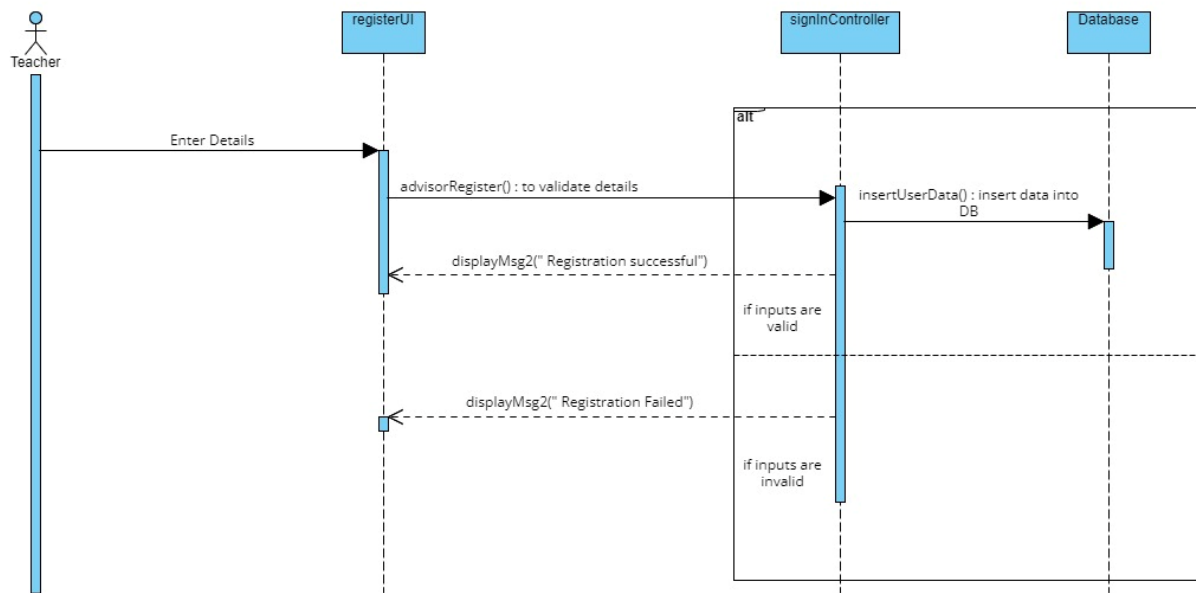 Teacher
registerUI
signInController
Database
alt
Enter Details
advisorRegister() : to validate details
insertUserData() : insert data into
DB
displayMsg2(" Registration successful")
if inputs are
valid
displayMsg2(" Registration Failed")
if inputs are
invalid